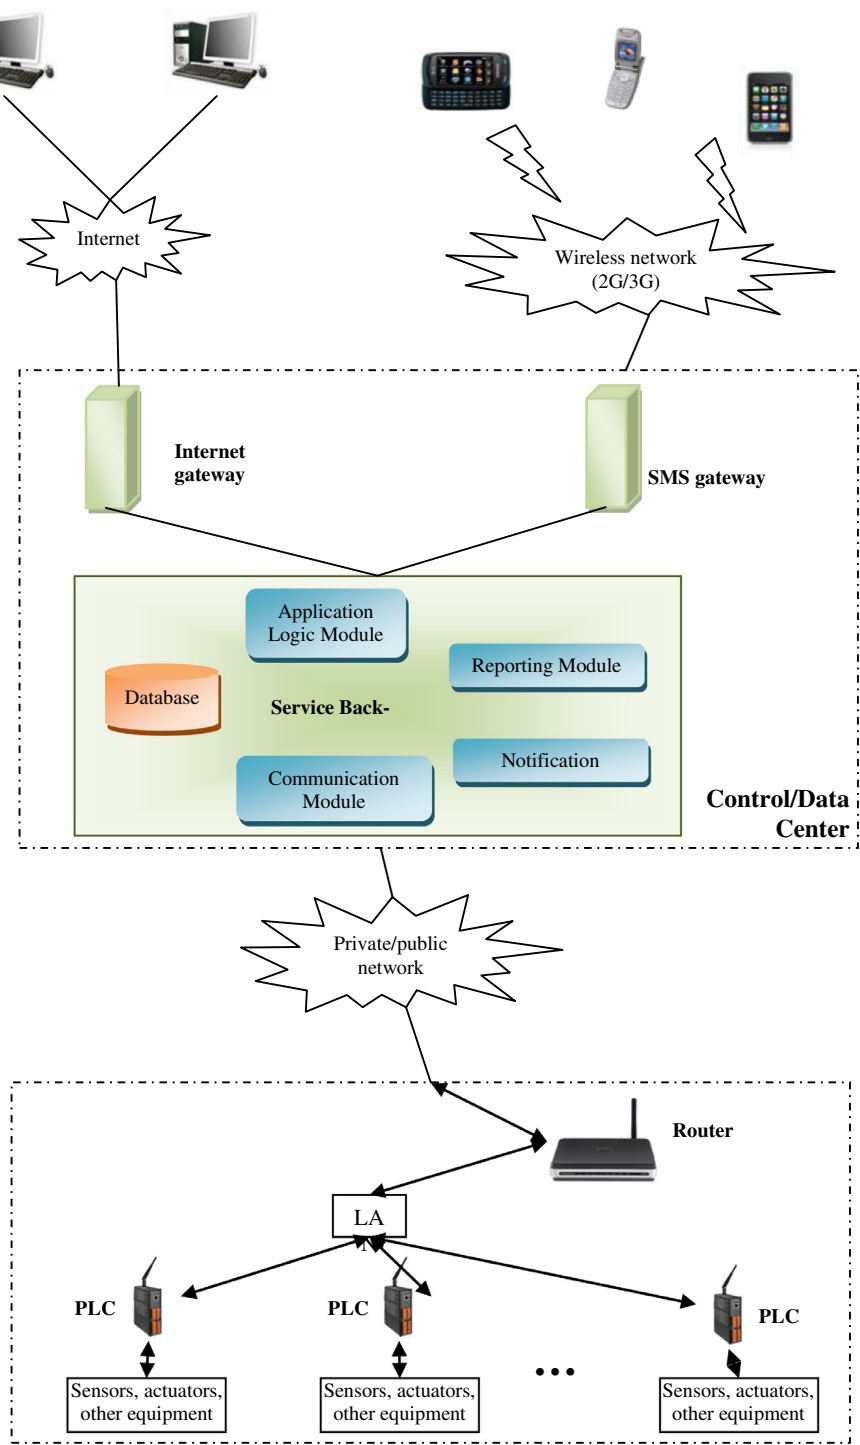 Internet
Wireless network
(2G/3G)
Internet
gateway
SMS gateway
Application
Logic Module
Reporting Module
Database
Service Back-
Notification
Communication
Module
Control/Data
Center
Private/public
network
Router
LA
PLC
PLC
PLC
Sensors, actuators,
other equipment
Sensors, actuators,
other equipment
...
Sensors, actuators,
other equipment